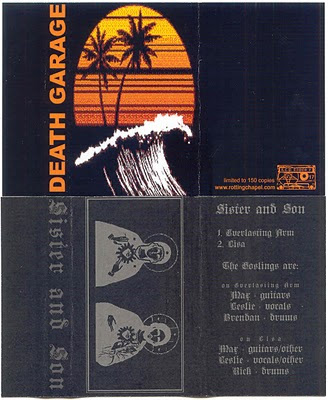 DEATH GARAGE
limited to 150 copies
www.rottingchapel.com
Sister and Son
Sister and Son
1. Everlasting Arm
2. Lisa
The Goslings are:
on Everlasting Arm
Max - guitars
Leslie - vocals
Brendan - drums
on Lisa
Max - guitars/other
Leslie - vocals/other
Rick - drums